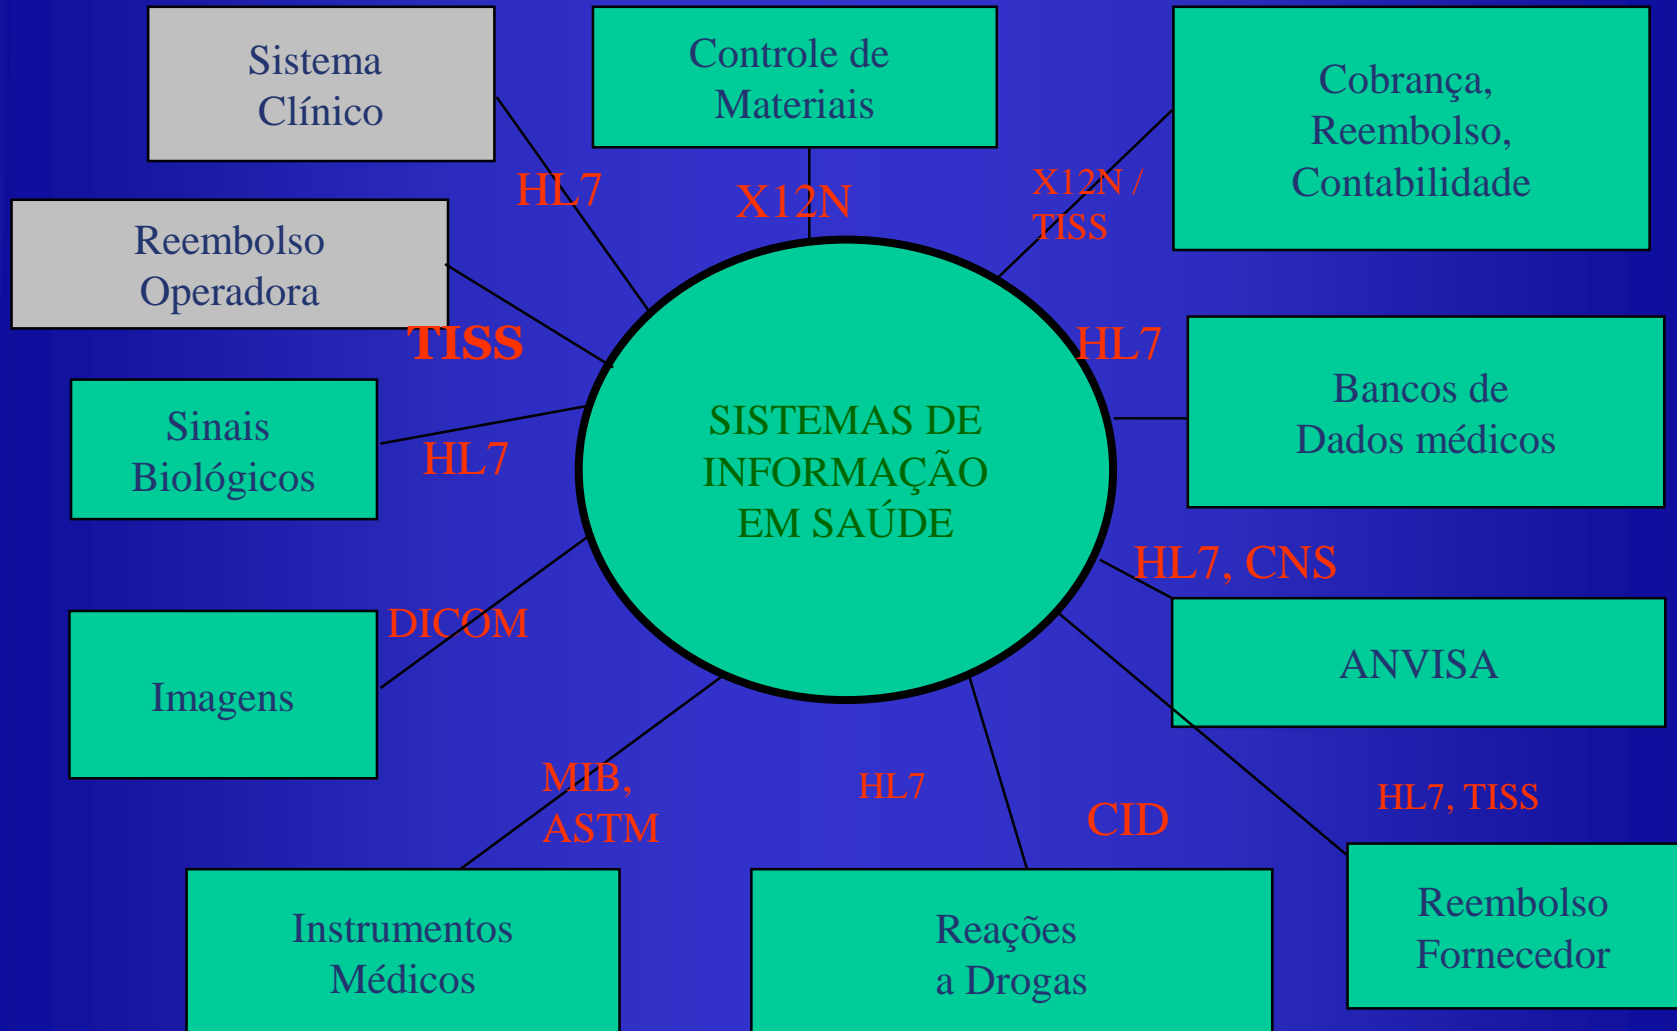 Sistema
Clínico
Controle de
Materiais
Cobrança,
Reembolso,
Contabilidade
HL7
X12N
X12N /
TISS
Reembolso
Operadora
TISS
HL7
Sinais
Biológicos
HL7
SISTEMAS DE
INFORMAÇÃO
EM SAÚDE
Bancos de
Dados médicos
HL7, CNS
DICOM
Imagens
ANVISA
MIB,
ASTM
HL7
CID
HL7, TISS
Instrumentos
Médicos
Reações
a Drogas
Reembolso
Fornecedor